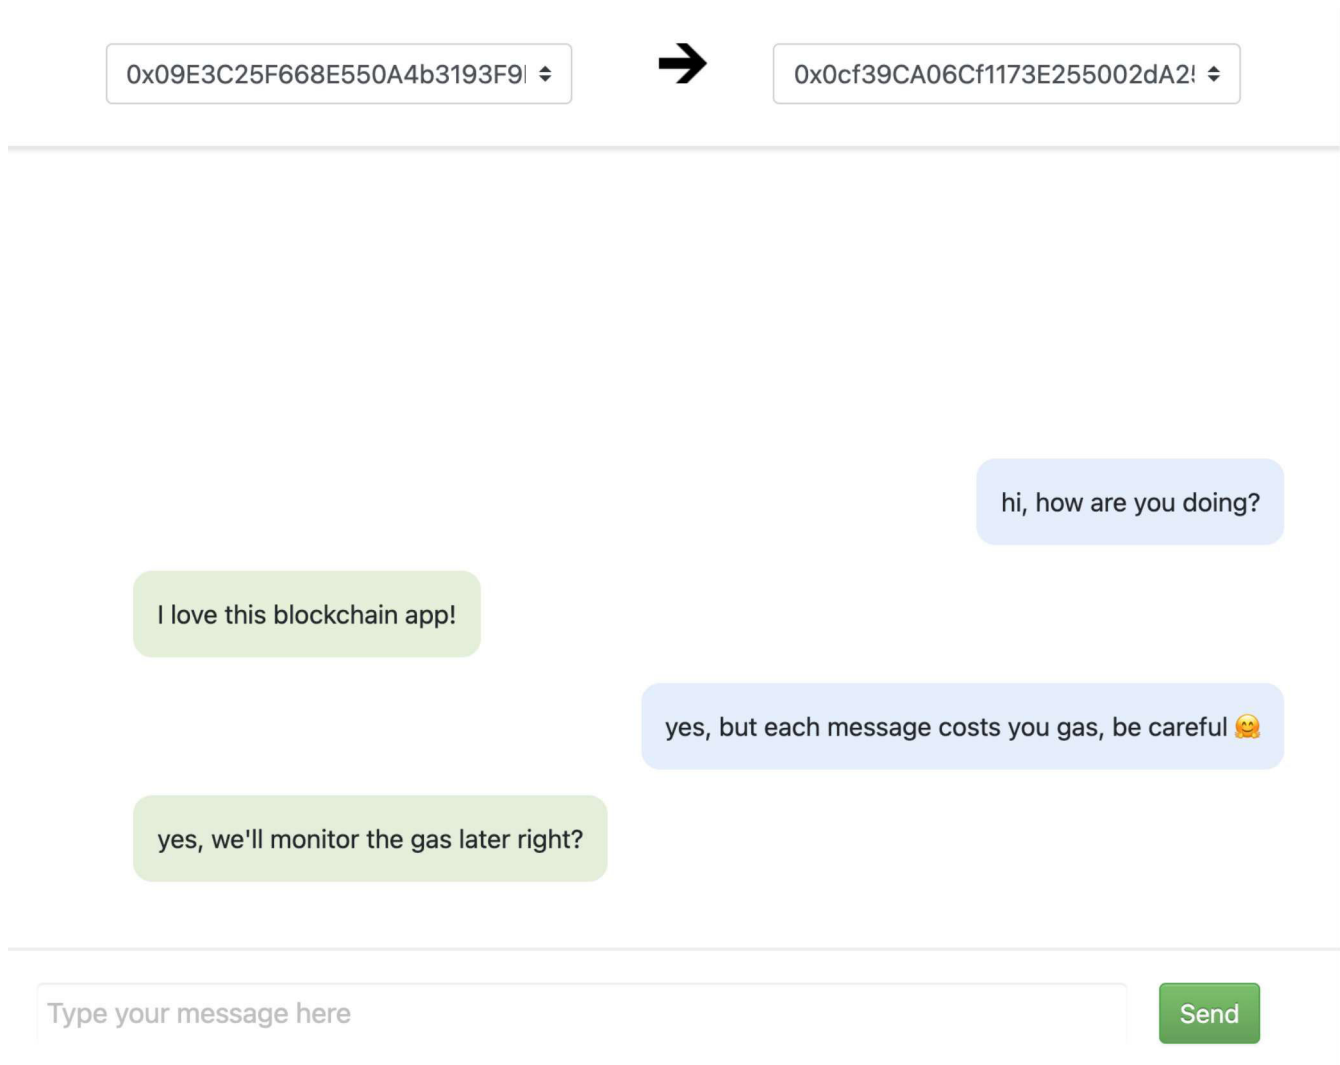 0x09E3C25F668E550A4b3193F9
0x0cf39CA06Cf1173E255002dA2
hi, how are you doing?
I love this blockchain app!
yes, but each message costs you gas, be careful 🤗
yes, we'll monitor the gas later right?
Type your message here
Send